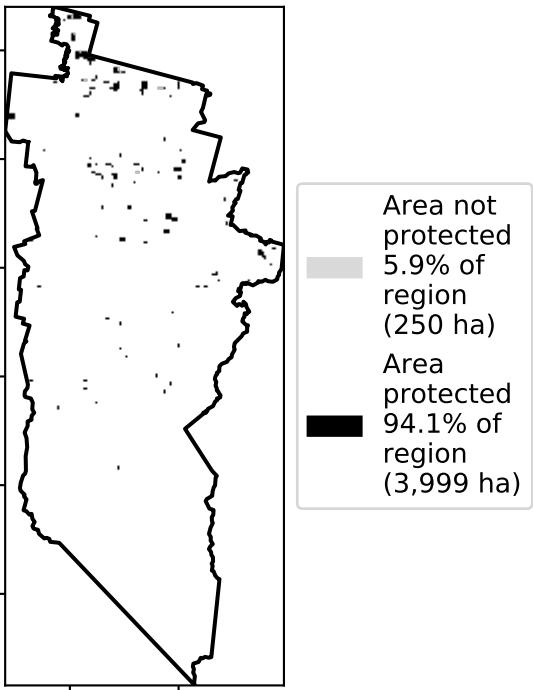 Area not
protected
5.9% of
region
(250 ha)
Area
protected
94.1% of
region
(3,999 ha)